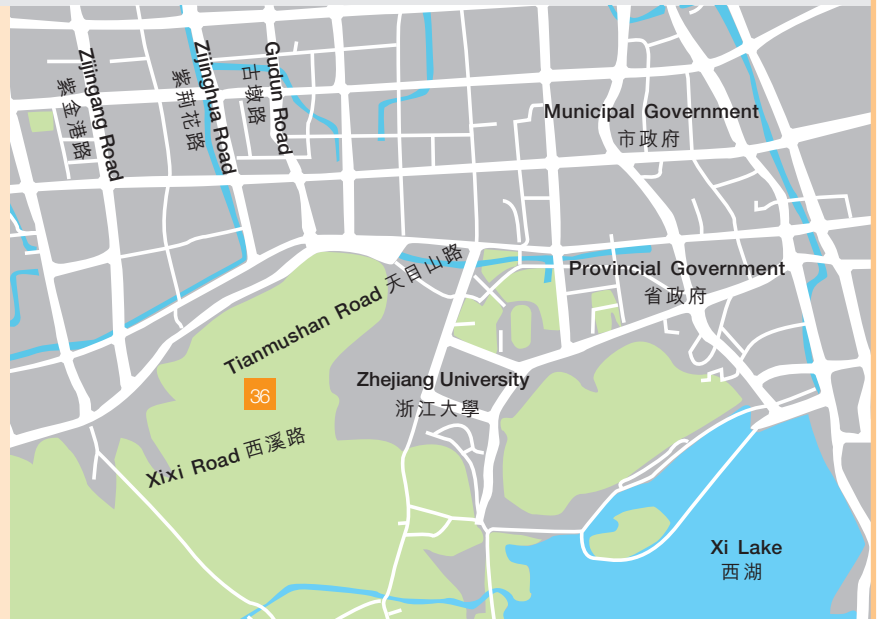 Zijingang Road
紫金港路
Zijinghua Road
紫荊花路
Gudun Road
古墩路
Municipal Government
市政府
Tianmushan Road 天目山路
Provincial Government
省政府
36
Zhejiang University
浙江大學
Xixi Road 西溪路
Xi Lake
西湖